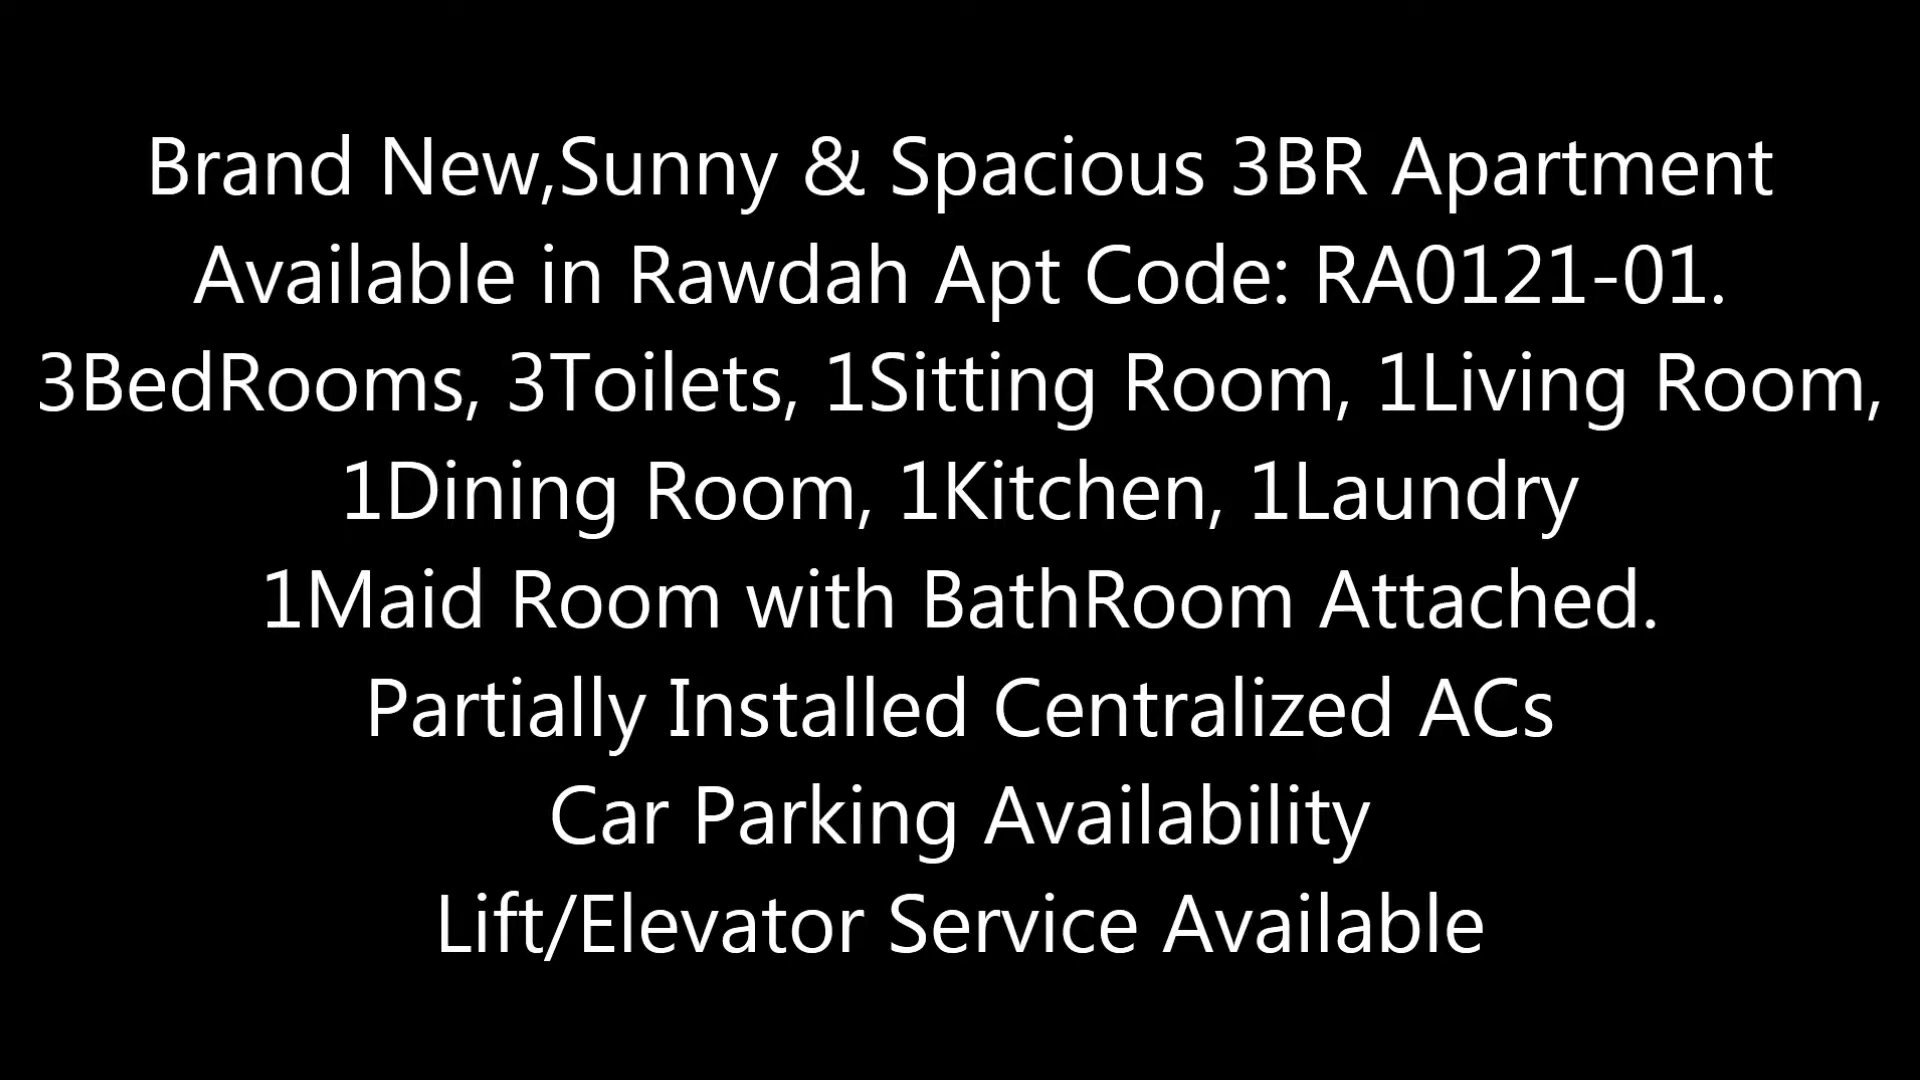 Brand New,Sunny & Spacious 3BR Apartment
Available in Rawdah Apt Code: RA0121-01.
3BedRooms, 3Toilets, 1Sitting Room, 1Living Room,
1Dining Room, 1Kitchen, 1Laundry
1Maid Room with BathRoom Attached.
Partially Installed Centralized ACs
Car Parking Availability
Lift/Elevator Service Available